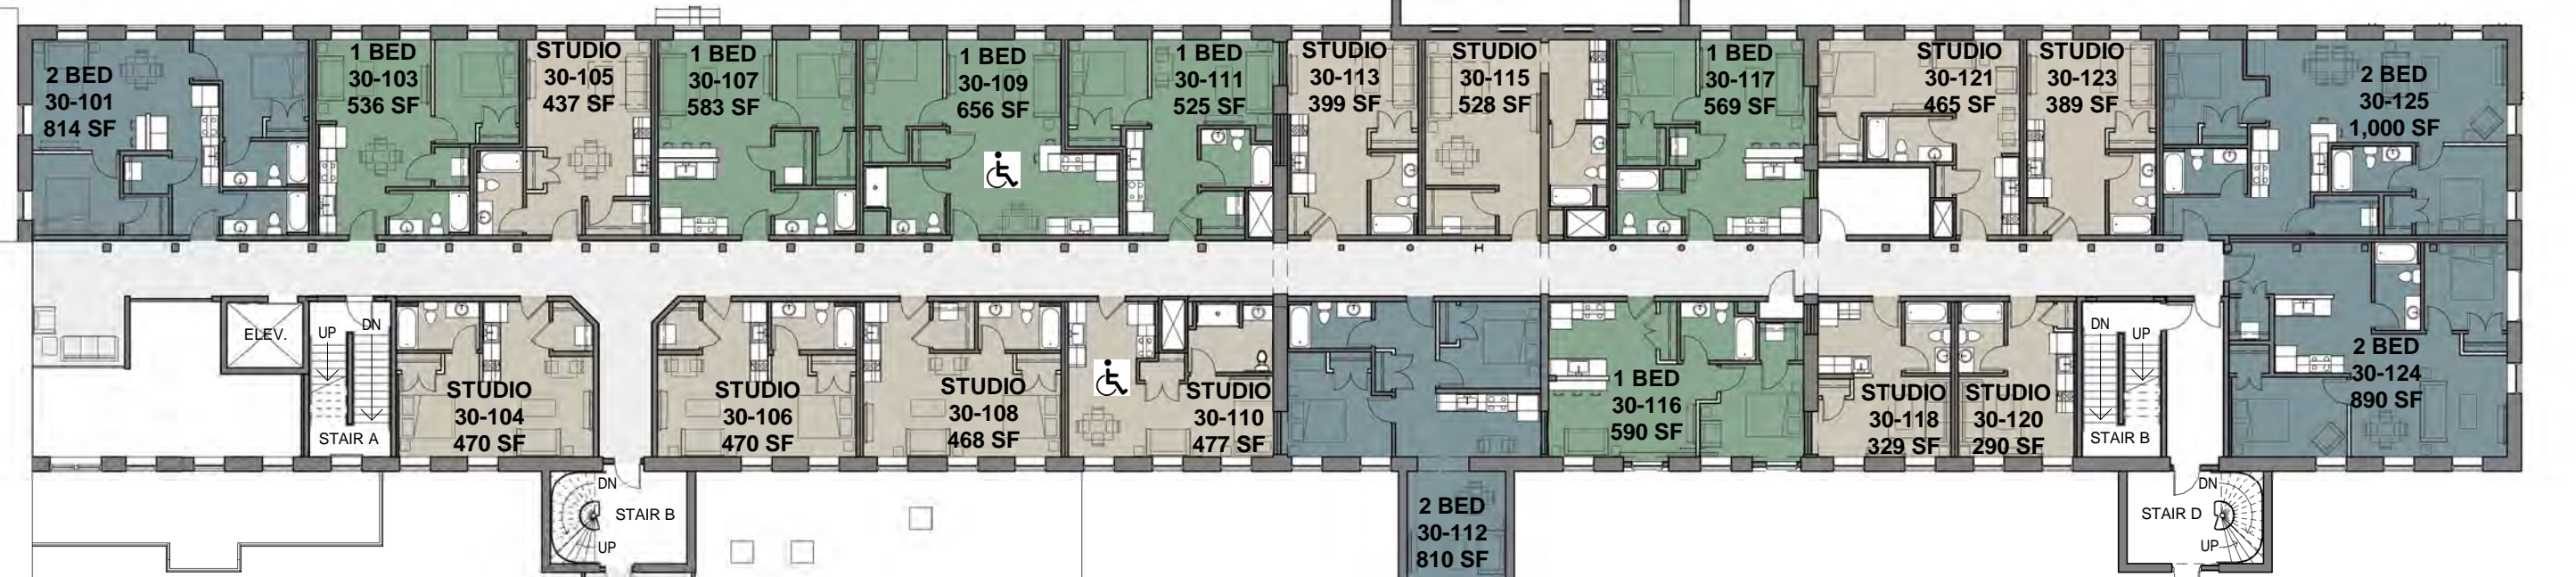 2 BED
30-101
814 SF
1 BED
30-103
536 SF
STUDIO
30-105
437 SF
1 BED
30-107
583 SF
1 BED
30-109
656 SF
1 BED
30-111
525 SF
STUDIO
30-113
399 SF
STUDIO
30-115
528 SF
1 BED
30-117
569 SF
STUDIO
30-121
465 SF
STUDIO
30-123
389 SF
2 BED
30-125
1,000 SF
H
ELEV.
UP
DN
STAIR A
STUDIO
30-104
470 SF
STUDIO
30-106
470 SF
STUDIO
30-108
468 SF
STUDIO
30-110
477 SF
1 BED
30-116
590 SF
STUDIO
30-118
329 SF
STUDIO
30-120
290 SF
DN
UP
STAIR B
2 BED
30-124
890 SF
DN
STAIR B
UP
2 BED
30-112
810 SF
DN
STAIR D
UP